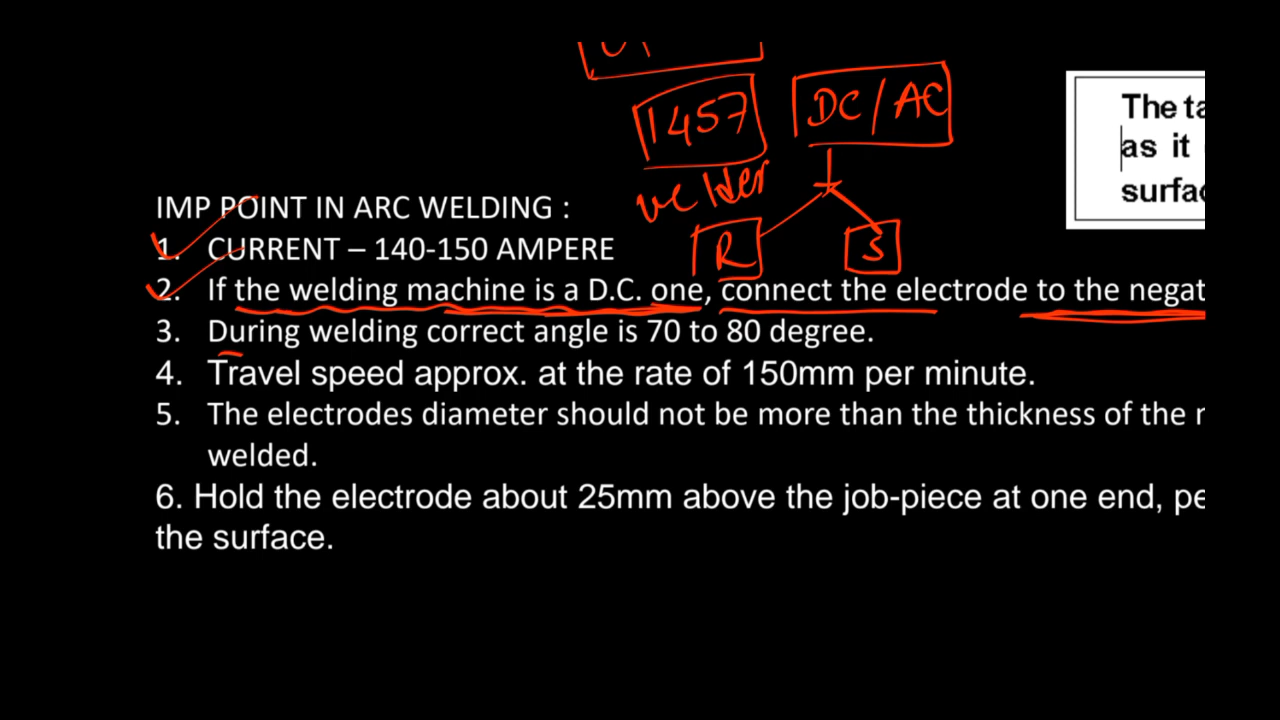 1457
DC/AC
The ta
as it
surfac
welder
IMP POINT IN ARC WELDING :
R
S
1. CURRENT – 140-150 AMPERE
2. If the welding machine is a D.C. one, connect the electrode to the negat
3. During welding correct angle is 70 to 80 degree.
4. Travel speed approx. at the rate of 150mm per minute.
5. The electrodes diameter should not be more than the thickness of the
welded.
6. Hold the electrode about 25mm above the job-piece at one end, pe
the surface.